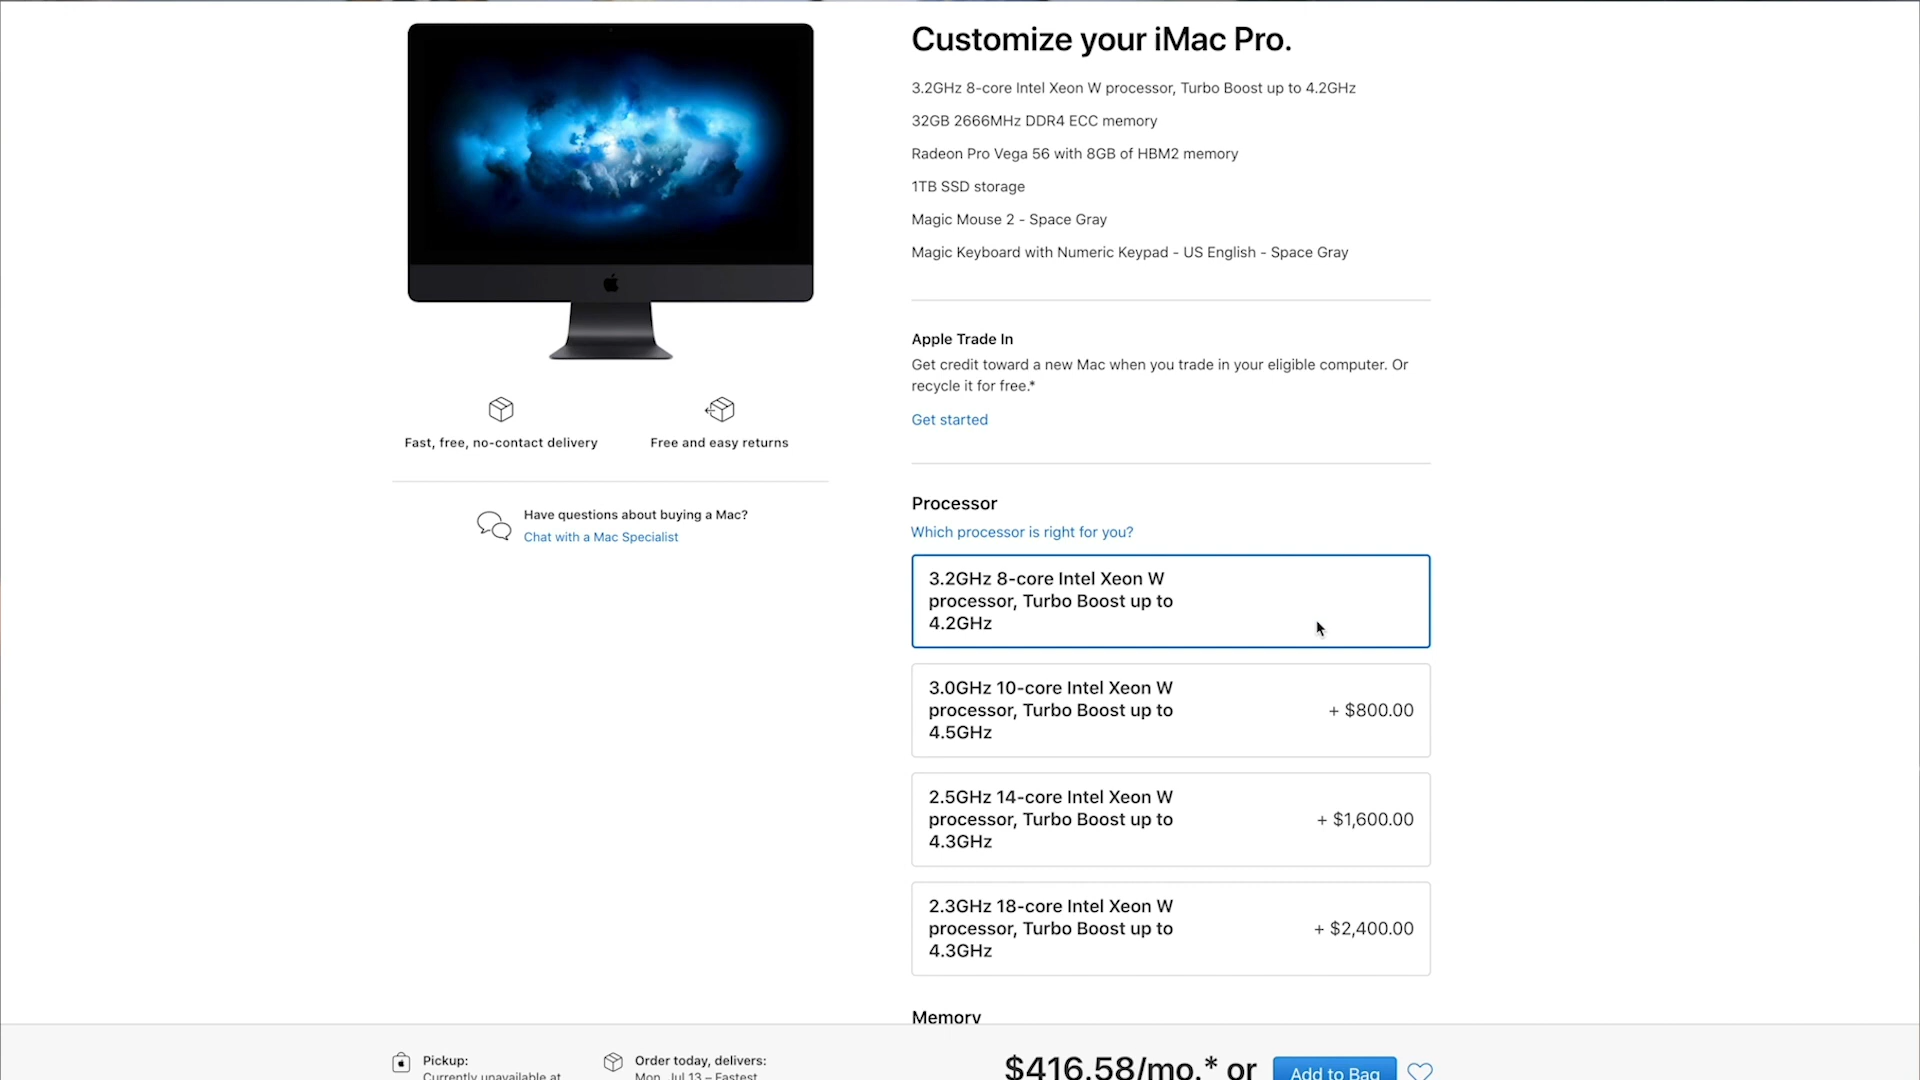 Customize your iMac Pro.
3.2GHz 8-core Intel Xeon W processor, Turbo Boost up to 4.2GHz
32GB 2666MHz DDR4 ECC memory
Radeon Pro Vega 56 with 8GB of HBM2 memory
1TB SSD storage
Magic Mouse 2 - Space Gray
Magic Keyboard with Numeric Keypad - US English - Space Gray
Apple Trade In
Get credit toward a new Mac when you trade in your eligible computer. Or
recycle it for free.*
Get started
Fast, free, no-contact delivery
Free and easy returns
Have questions about buying a Mac?
Chat with a Mac Specialist
Processor
Which processor is right for you?
3.2GHz 8-core Intel Xeon W
processor, Turbo Boost up to
4.2GHz
3.0GHz 10-core Intel Xeon W
processor, Turbo Boost up to
4.5GHz
+ $800.00
2.5GHz 14-core Intel Xeon W
processor, Turbo Boost up to
4.3GHz
+ $1,600.00
2.3GHz 18-core Intel Xeon W
processor, Turbo Boost up to
4.3GHz
+ $2,400.00
Memory
Pickup:
Currently unavailable at
Order today, delivers:
Mon, Jul 13 – Fastest
$416.58/mo.* or
Add to Bag